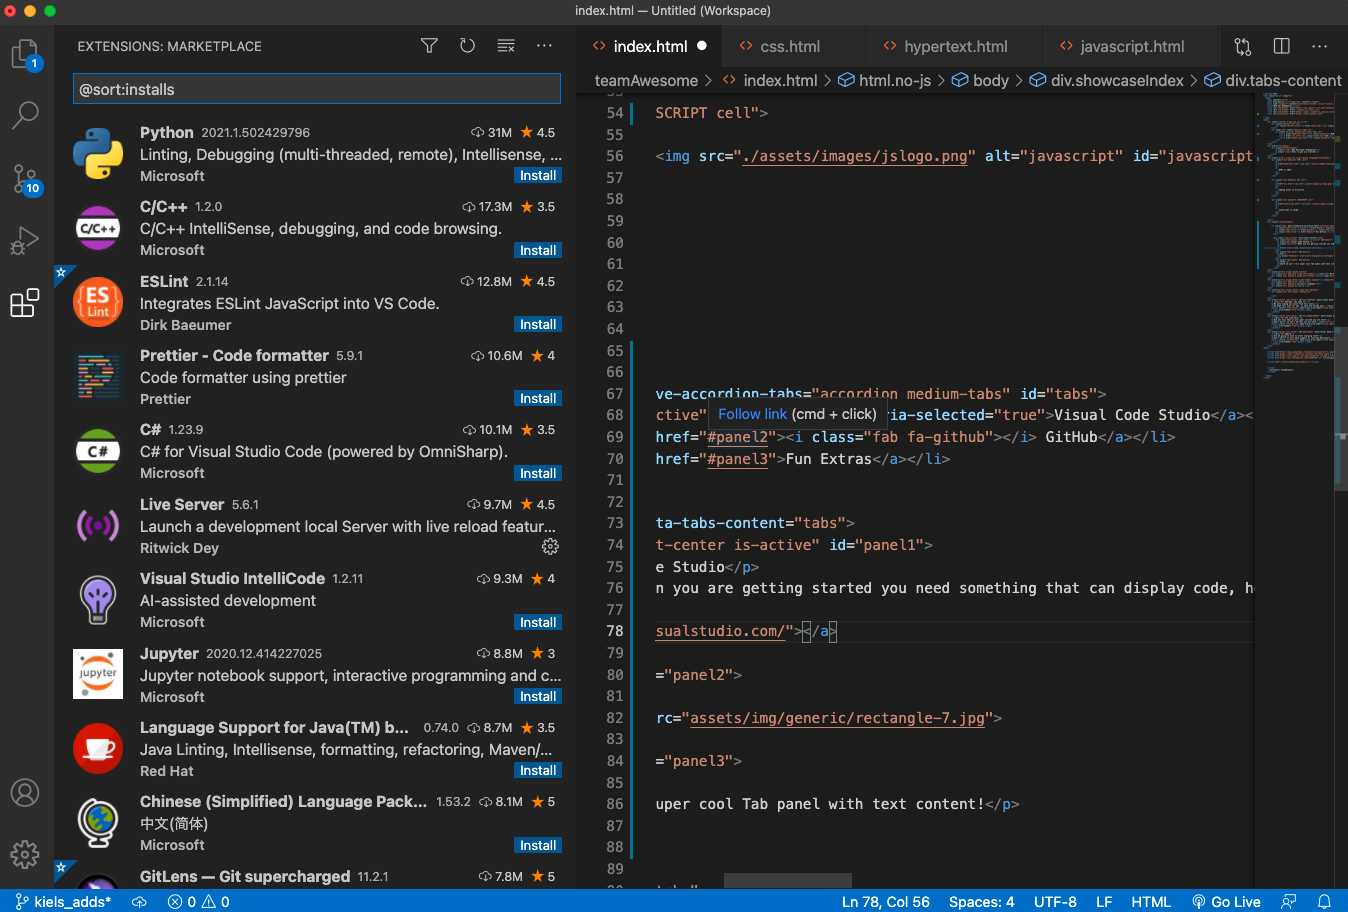 index.html — Untitled (Workspace)
EXTENSIONS: MARKETPLACE
@sort:installs
1
10
Python 2021.1.502429796 31M 4.5
Linting, Debugging (multi-threaded, remote), Intellisense, ...
Microsoft Install
C/C++ 1.2.0 17.3M 3.5
C/C++ IntelliSense, debugging, and code browsing.
Microsoft Install
C/C++
ESLint 2.1.14 12.8M 4.5
Integrates ESLint JavaScript into VS Code.
Dirk Baeumer Install
ES
Lint
Prettier - Code formatter 5.9.1 10.6M 4
Code formatter using prettier
Prettier Install
C# 1.23.9 10.1M 3.5
C# for Visual Studio Code (powered by OmniSharp).
Microsoft Install
C#
Live Server 5.6.1 9.7M 4.5
Launch a development local Server with live reload featur...
Ritwick Dey
Visual Studio IntelliCode 1.2.11 9.3M 4
AI-assisted development
Microsoft Install
Jupyter 2020.12.414227025 8.8M 3
Jupyter notebook support, interactive programming and c...
Microsoft Install
jupyter
Language Support for Java(TM) b... 0.74.0 8.7M 3.5
Java Linting, Intellisense, formatting, refactoring, Maven/...
Red Hat Install
Chinese (Simplified) Language Pack... 1.53.2 8.1M 5
中文(简体)
Microsoft Install
GitLens — Git supercharged 11.2.1 7.8M 5
index.html css.html hypertext.html javascript.html
teamAwesome > index.html > html.no-js > body > div.showcaseIndex > div.tabs-content
54 SCRIPT cell">
55
56 <img src="./assets/images/jslogo.png" alt="javascript" id="javascript
57
58
59
60
61
62
63
64
65
66
67 ve-accordion-tabs="accordion medium-tabs" id="tabs">
Follow link (cmd + click)
68 ctive" ria-selected="true">Visual Code Studio</a><
69 href="#panel2"><i class="fab fa-github"></i> GitHub</a></li>
70 href="#panel3">Fun Extras</a></li>
71
72
73 ta-tabs-content="tabs">
74 t-center is-active" id="panel1">
75 e Studio</p>
76 n you are getting started you need something that can display code, h
77
78 sualstudio.com/"></a>
79
80 ="panel2">
81
82 rc="assets/img/generic/rectangle-7.jpg">
83
84 ="panel3">
85
86 uper cool Tab panel with text content!</p>
87
88
89
kiels_adds* 0 0 Ln 78, Col 56 Spaces: 4 UTF-8 LF HTML Go Live